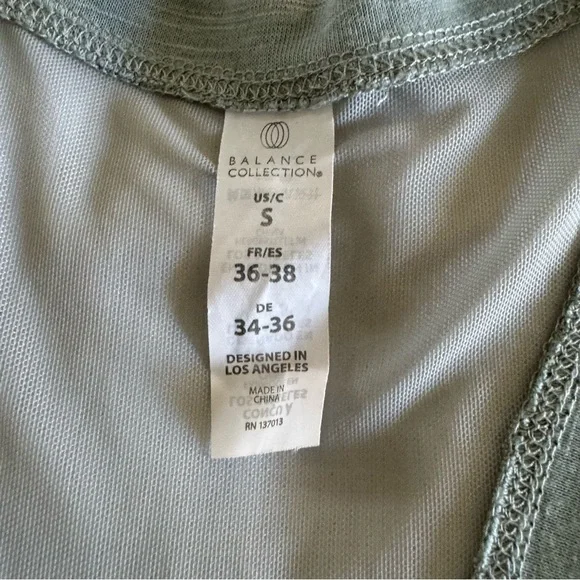 BALANCE
COLLECTION®
US/C
S
FR/ES
36-38
DE
34-36
DESIGNED IN
LOS ANGELES
MADE IN
CHINA
RN 137013